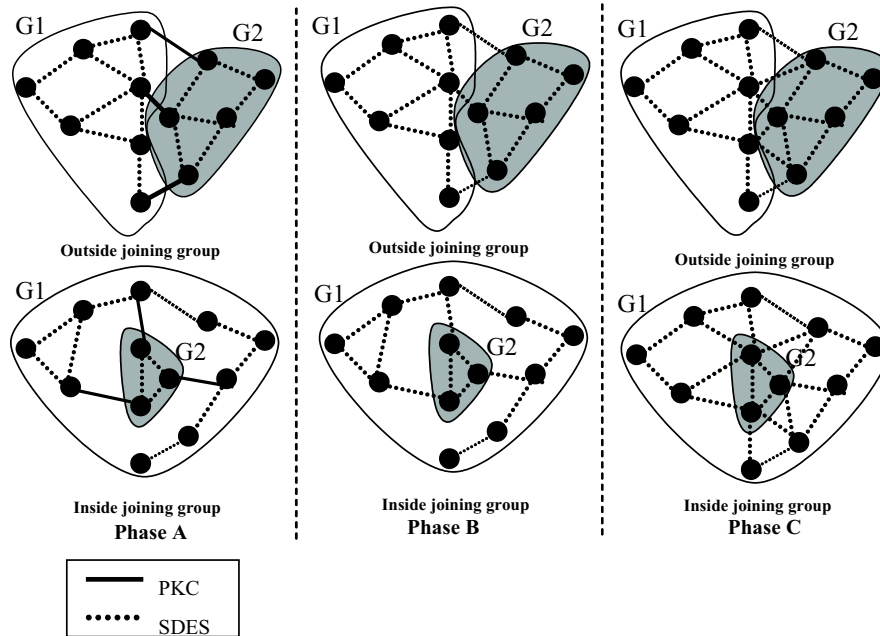 G1
G2
Outside joining group
G1
G2
Inside joining group
Phase A
G1
G2
Outside joining group
G1
G2
Inside joining group
Phase B
G1
G2
Outside joining group
G1
G2
Inside joining group
Phase C
PKC
SDES